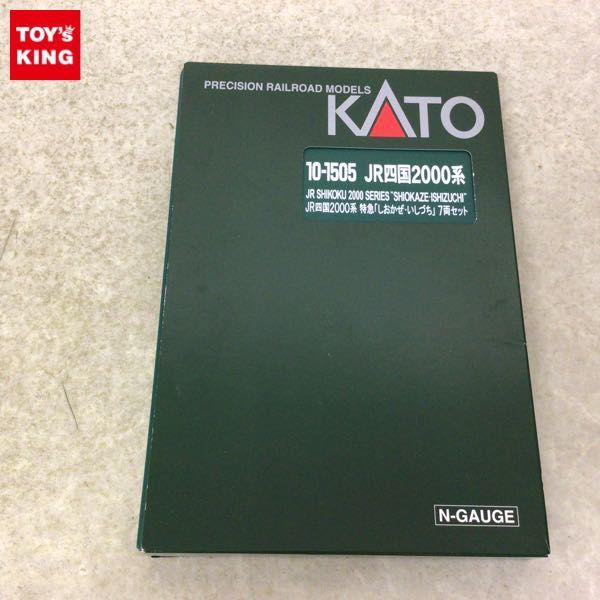 TOY's
KING
PRECISION RAILROAD MODELS
KATO
10-1505 JR四国2000系
JR SHIKOKU 2000 SERIES "SHIOKAZE·ISHIZUCHI"
JR四国2000系 特急「しおかぜ・いしづち」 7両セット
N-GAUGE